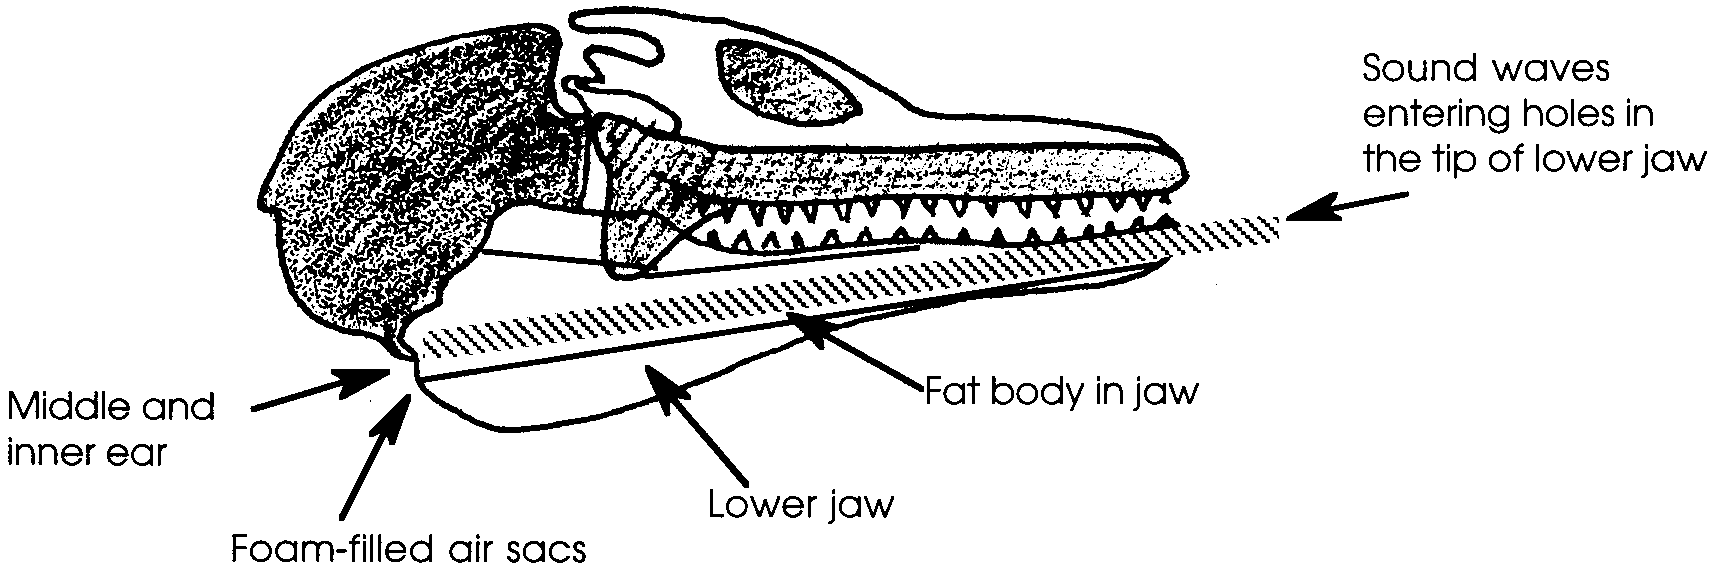 Sound waves
entering holes in
the tip of lower jaw
Fat body in jaw
Middle and
inner ear
Lower jaw
Foam-filled air sacs